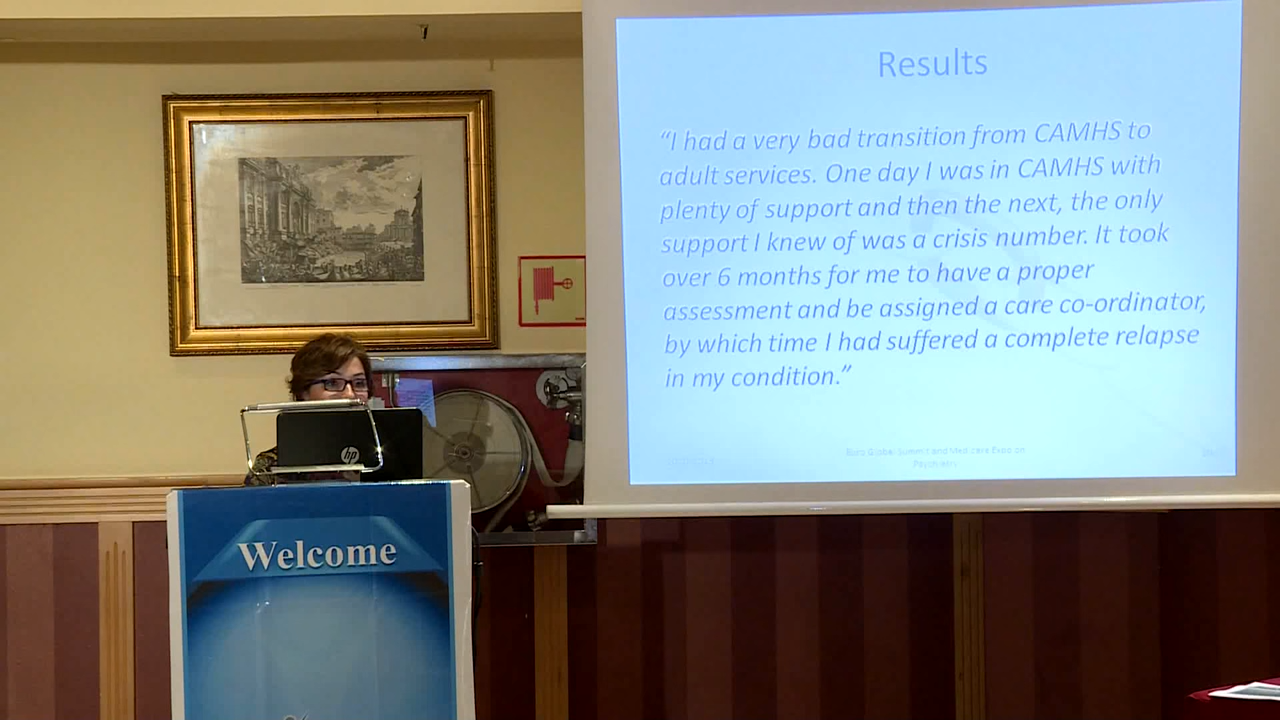 Results
“I had a very bad transition from CAMHS to
adult services. One day I was in CAMHS with
plenty of support and then the next, the only
support I knew of was a crisis number. It took
over 6 months for me to have a proper
assessment and be assigned a care co-ordinator,
by which time I had suffered a complete relapse
in my condition.”
Euro Global Summit and Medicare Expo on
Psychiatry
hp
Welcome